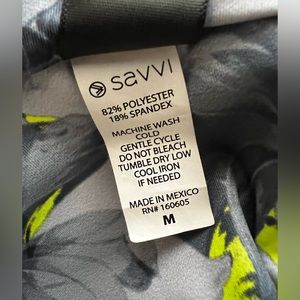 savvi
82% POLYESTER
18% SPANDEX
MACHINE WASH
COLD
GENTLE CYCLE
DO NOT BLEACH
TUMBLE DRY LOW
COOL IRON
IF NEEDED
MADE IN MEXICO
RN# 160605
M